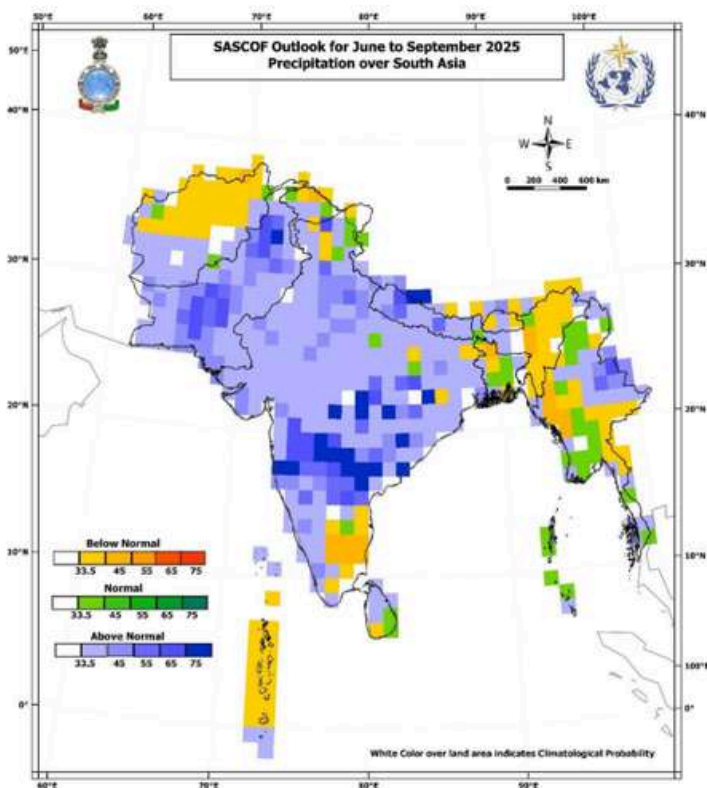 50°E 60°E 70°E 80°E 90°E 100°E
SASCOF Outlook for June to September 2025
Precipitation over South Asia
50°N
40°N 40°N
N
W E
S
0 200 400 600 km
30°N 30°N
20°N 20°N
Below Normal
33.5 45 55 65 75
10°N 10°N
Normal
33.5 45 55 65 75
Above Normal
33.5 45 55 65 75
100°E
0° 0°
White Color over land area indicates Climatological Probability
60°E 70°E 80°E 90°E